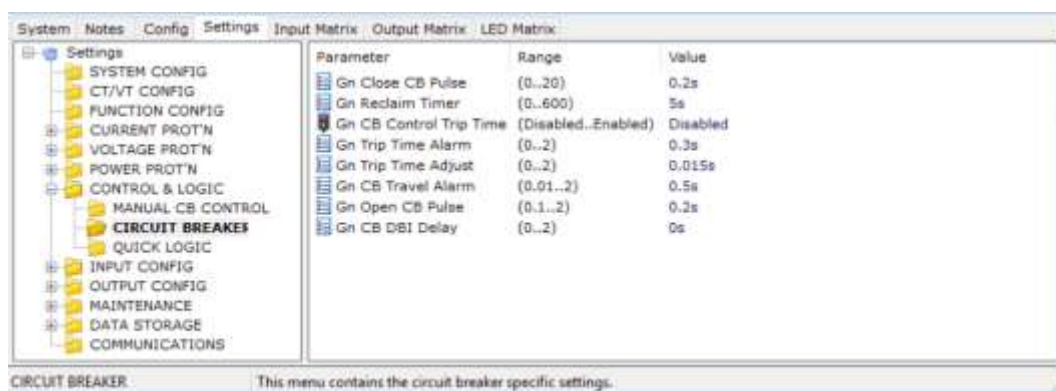 System Notes Config Settings Input Matrix Output Matrix LED Matrix
Settings
SYSTEM CONFIG
CT/VT CONFIG
FUNCTION CONFIG
CURRENT PROT'N
VOLTAGE PROT'N
POWER PROT'N
CONTROL & LOGIC
MANUAL CB CONTROL
CIRCUIT BREAKER
QUICK LOGIC
INPUT CONFIG
OUTPUT CONFIG
MAINTENANCE
DATA STORAGE
COMMUNICATIONS
Parameter Range Value
Gn Close CB Pulse (0..20) 0.2s
Gn Reclaim Timer (0..600) 5s
Gn CB Control Trip Time (Disabled..Enabled) Disabled
Gn Trip Time Alarm (0..2) 0.3s
Gn Trip Time Adjust (0..2) 0.015s
Gn CB Travel Alarm (0.01..2) 0.5s
Gn Open CB Pulse (0.1..2) 0.2s
Gn CB DBI Delay (0..2) 0s
CIRCUIT BREAKER This menu contains the circuit breaker specific settings.